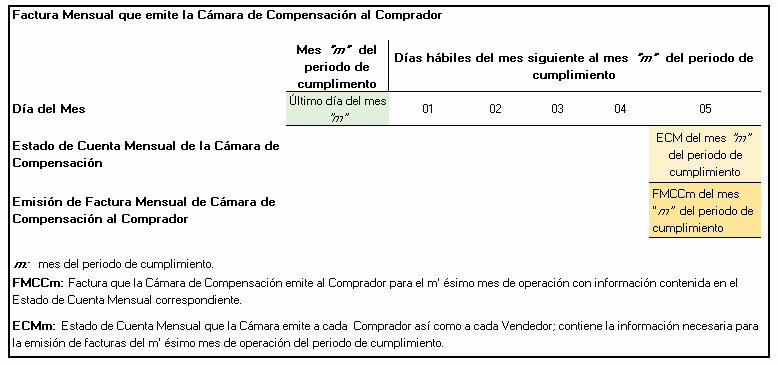 Factura Mensual que emite la Cámara de Compensación al Comprador
Mes "m" del
periodo de
cumplimento
Días hábiles del mes siguiente al mes "m" del periodo de
cumplimiento
Día del Mes
Último día del mes
"m"
01 02 03 04 05
Estado de Cuenta Mensual de la Cámara de
Compensación
ECM del mes "m"
del periodo de
cumplimiento
Emisión de Factura Mensual de Cámara de
Compensación al Comprador
FMCCm del mes
"m" del periodo de
cumplimiento
m: mes del periodo de cumplimiento.
FMCCm: Factura que la Cámara de Compensación emite al Comprador para el m' ésimo mes de operación con información contenida en el
Estado de Cuenta Mensual correspondiente.
ECMm: Estado de Cuenta Mensual que la Cámara emite a cada Comprador así como a cada Vendedor; contiene la información necesaria para
la emisión de facturas del m' ésimo mes de operación del periodo de cumplimiento.